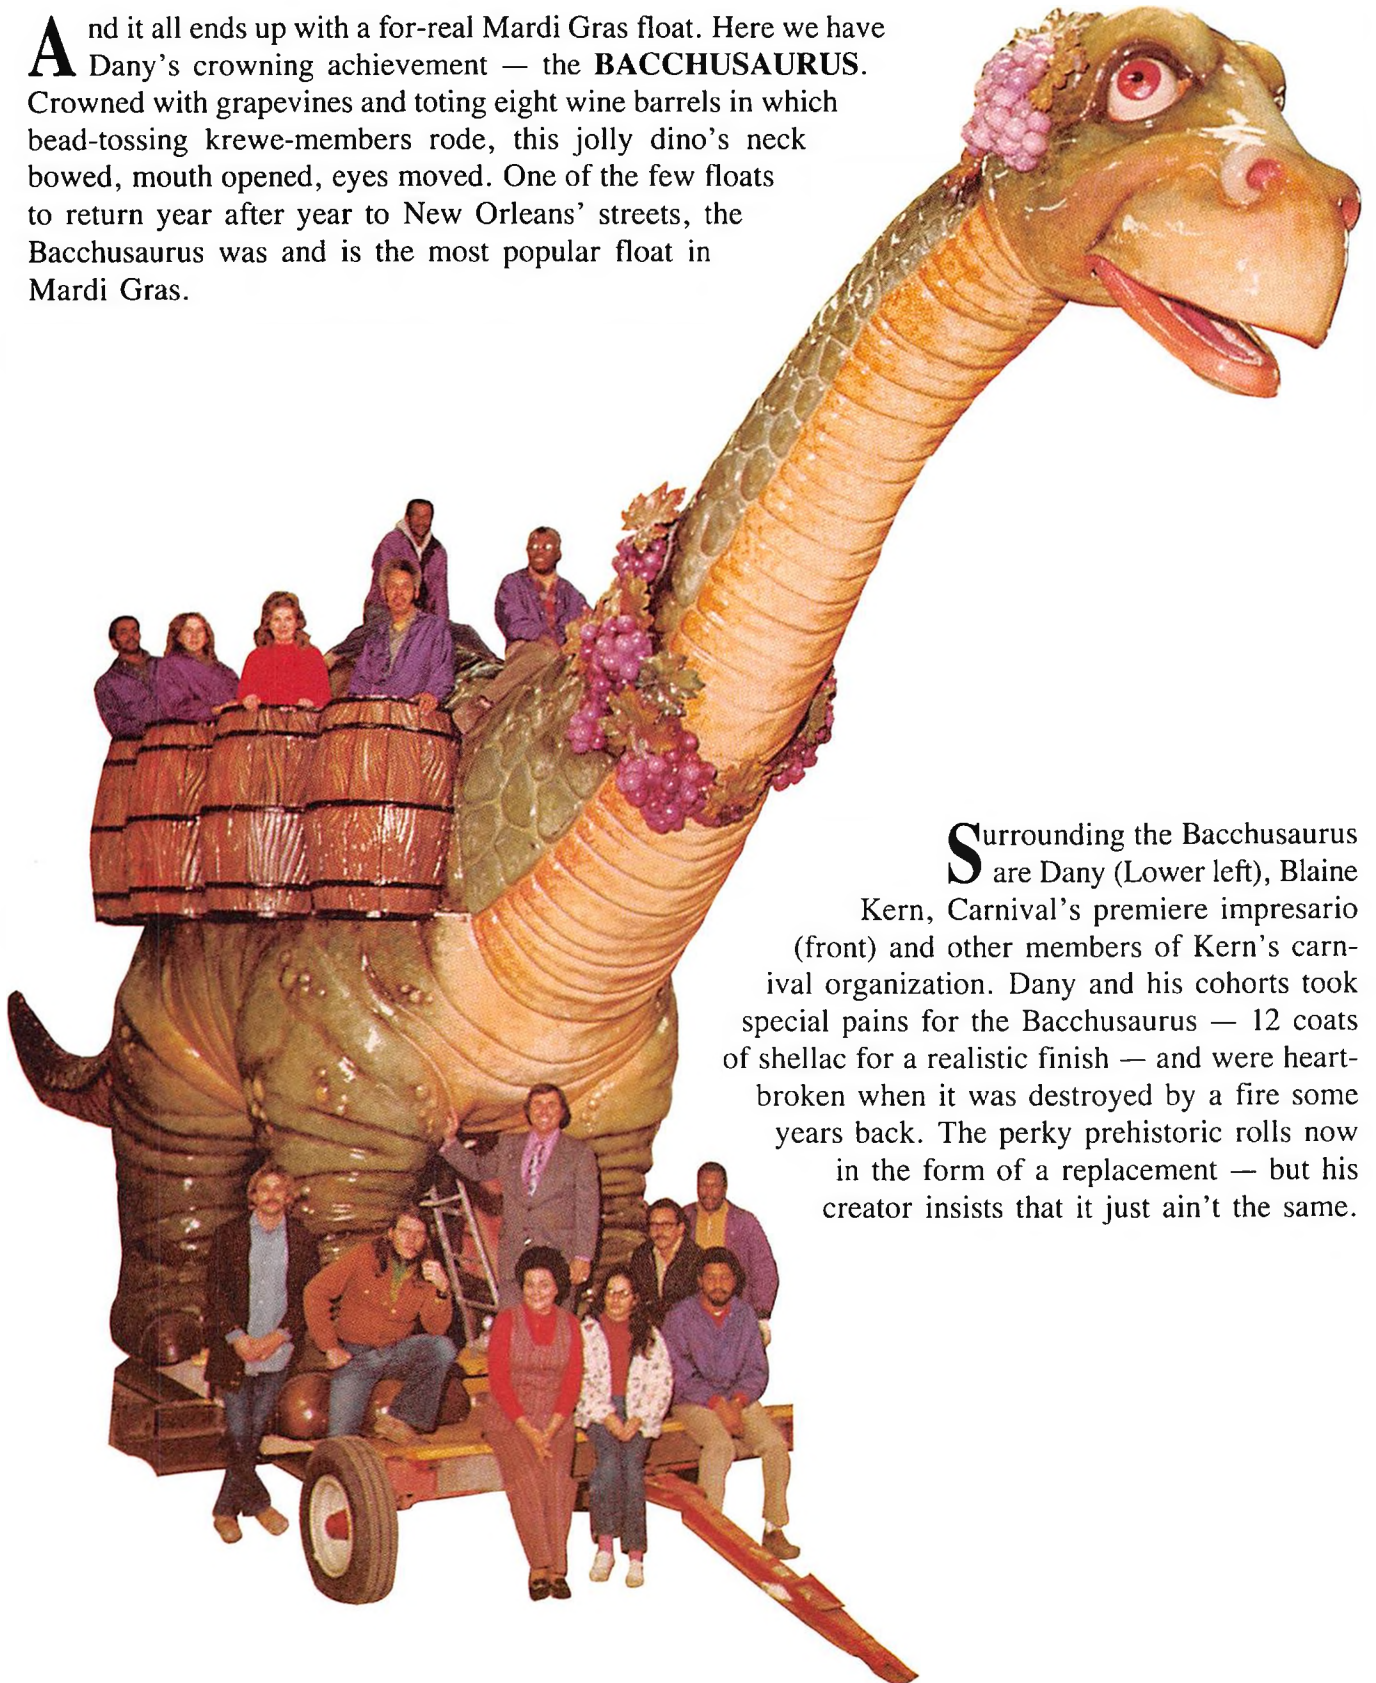 And it all ends up with a for-real Mardi Gras float. Here we have
Dany's crowning achievement — the BACCHUSAURUS.
Crowned with grapevines and toting eight wine barrels in which
bead-tossing krewe-members rode, this jolly dino's neck
bowed, mouth opened, eyes moved. One of the few floats
to return year after year to New Orleans' streets, the
Bacchusaurus was and is the most popular float in
Mardi Gras.
Surrounding the Bacchusaurus
are Dany (Lower left), Blaine
Kern, Carnival's premiere impresario
(front) and other members of Kern's carn-
ival organization. Dany and his cohorts took
special pains for the Bacchusaurus — 12 coats
of shellac for a realistic finish — and were heart-
broken when it was destroyed by a fire some
years back. The perky prehistoric rolls now
in the form of a replacement — but his
creator insists that it just ain't the same.